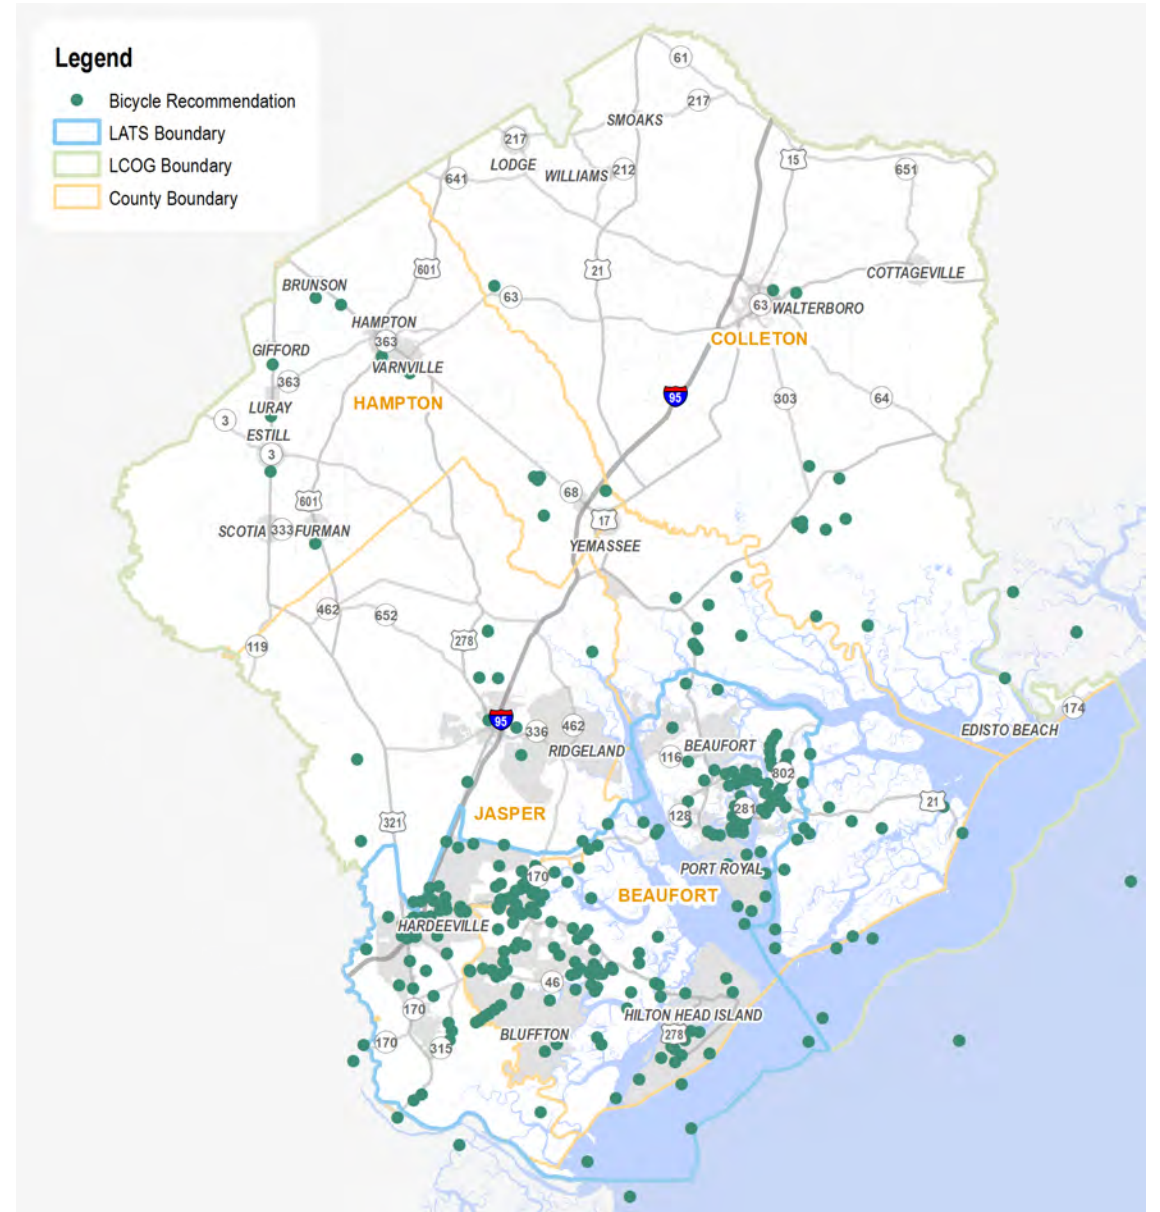 Legend
Bicycle Recommendation
LATS Boundary
LCOG Boundary
County Boundary
61
217
SMOAKS
217
LODGE
15
WILLIAMS
212
651
641
601
21
COTTAGEVILLE
BRUNSON
63
63
WALTERBORO
HAMPTON
363
COLLETON
GIFFORD
VARNVILLE
363
95
303
64
LURAY
HAMPTON
3
ESTILL
3
68
601
17
SCOTIA
333
FURMAN
YEMASSEE
462
652
278
119
174
95
336
462
EDISTO BEACH
RIDGELAND
BEAUFORT
116
802
21
JASPER
281
128
321
PORT ROYAL
170
BEAUFORT
HARDEEVILLE
46
170
HILTON HEAD ISLAND
BLUFFTON
278
170
315